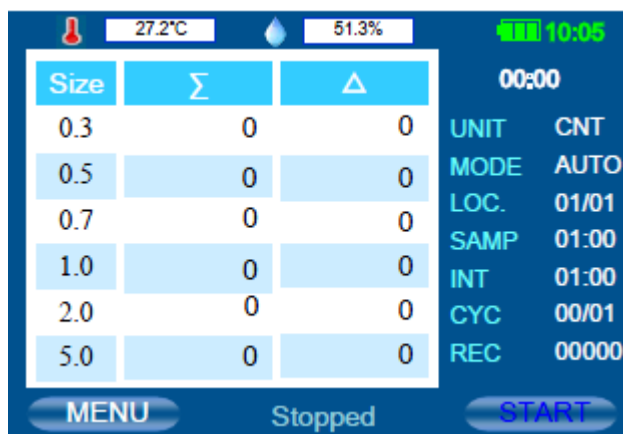 27.2°C 51.3% 10:05
Size Σ Δ 00:00
0.3 0 0 UNIT CNT
0.5 0 0 MODE AUTO
0.7 0 0 LOC. 01/01
SAMP 01:00
1.0 0 0 INT 01:00
2.0 0 0 CYC 00/01
5.0 0 0 REC 00000
MENU Stopped START